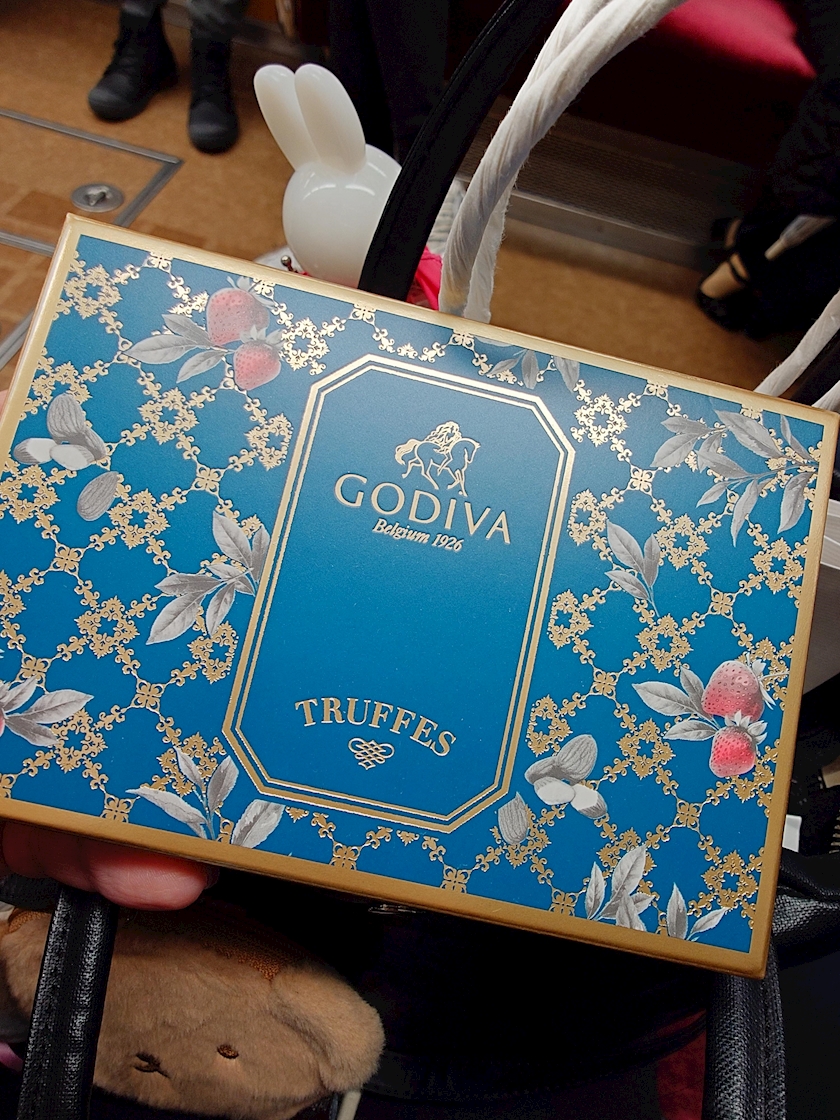 GODIVA
Belgium 1926
TRUFFES